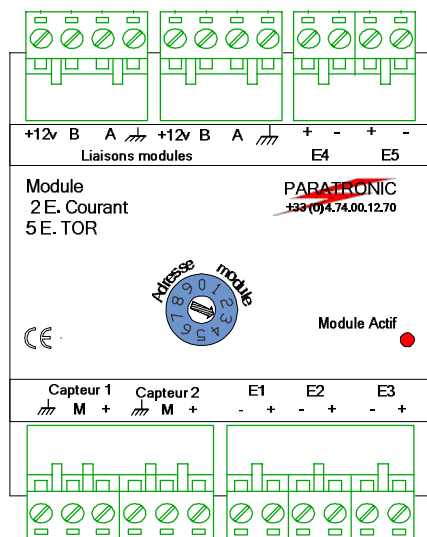 +12v B A +12v B A + - + -
Liaisons modules E4 E5
Module
2 E. Courant
5 E. TOR
PARATRONIC
+33(0)4.74.00.12.70
Adresse module
0 1 2 3 4 5 6 7 8 9
Module Actif
CE
Capteur 1 Capteur 2 E1 E2 E3
M + M + - + - + - +